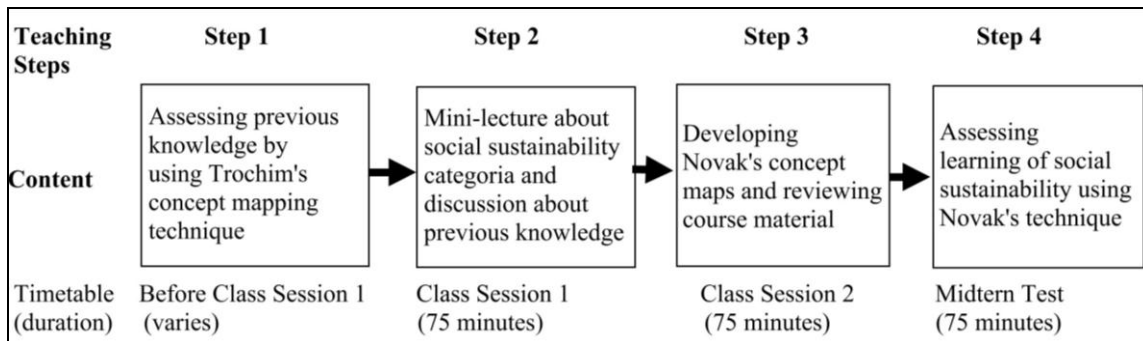 Teaching Steps
Step 1
Step 2
Step 3
Step 4
Content
Assessing previous
knowledge by
using Trochim's
concept mapping
technique
Mini-lecture about
social sustainability
categoria and
discussion about
previous knowledge
Developing
Novak's concept
maps and reviewing
course material
Assessing
learning of social
sustainability using
Novak's technique
Timetable
(duration)
Before Class Session 1
(varies)
Class Session 1
(75 minutes)
Class Session 2
(75 minutes)
Midtern Test
(75 minutes)